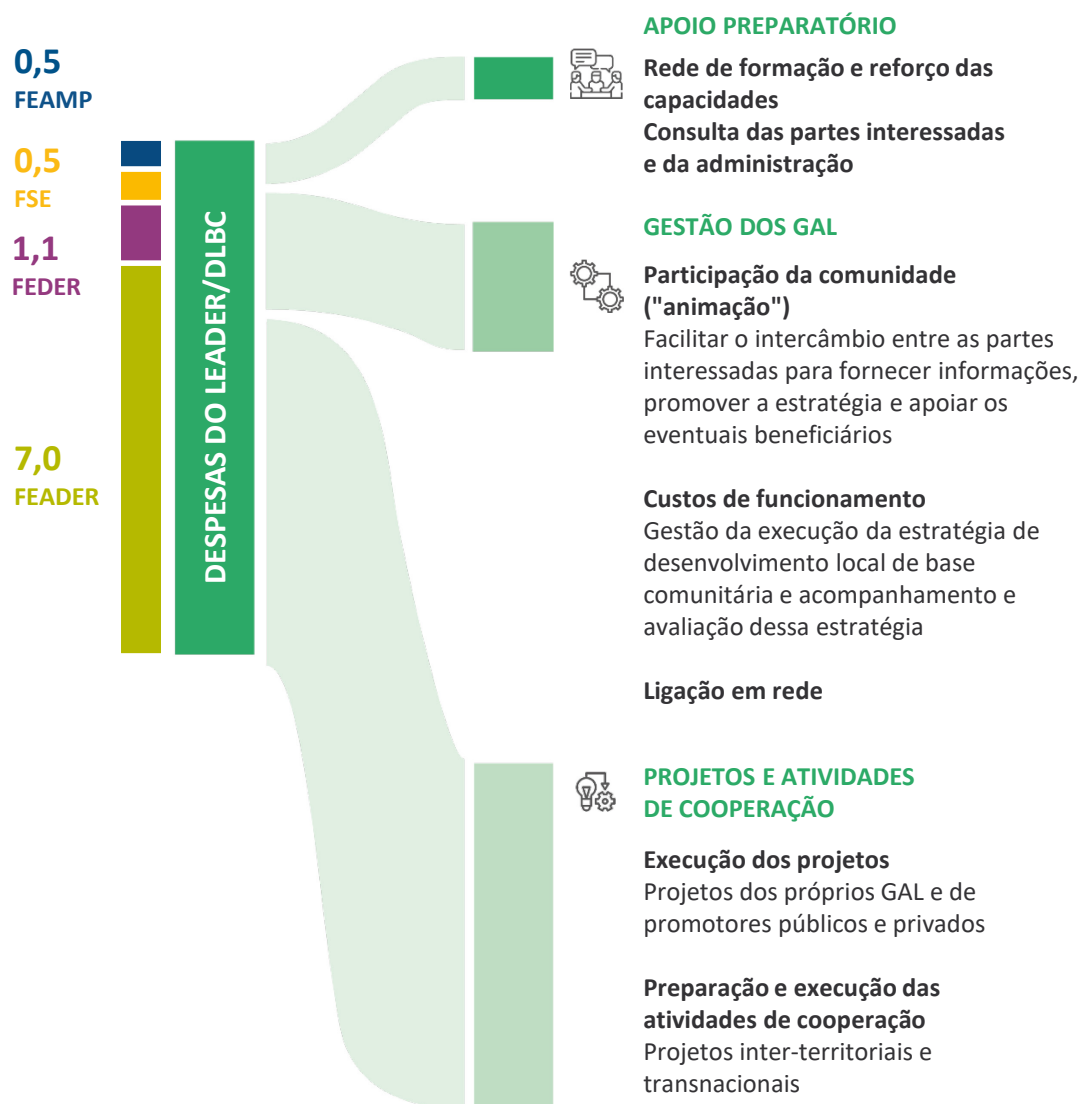 0,5
FEAMP
0,5
FSE
1,1
FEDER
7,0
FEADER
DESPESAS DO LEADER/DLBC
APOIO PREPARATÓRIO
Rede de formação e reforço das
capacidades
Consulta das partes interessadas
e da administração
GESTÃO DOS GAL
Participação da comunidade
("animação")
Facilitar o intercâmbio entre as partes
interessadas para fornecer informações,
promover a estratégia e apoiar os
eventuais beneficiários
Custos de funcionamento
Gestão da execução da estratégia de
desenvolvimento local de base
comunitária e acompanhamento e
avaliação dessa estratégia
Ligação em rede
PROJETOS E ATIVIDADES
DE COOPERAÇÃO
Execução dos projetos
Projetos dos próprios GAL e de
promotores públicos e privados
Preparação e execução das
atividades de cooperação
Projetos inter-territoriais e
transnacionais